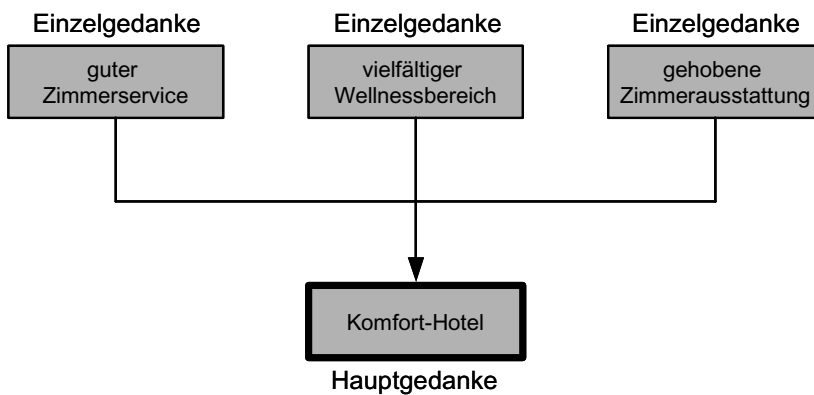 Einzelgedanke
Einzelgedanke
Einzelgedanke
guter
Zimmerservice
vielfältiger
Wellnessbereich
gehobene
Zimmerausstattung
Komfort-Hotel
Hauptgedanke